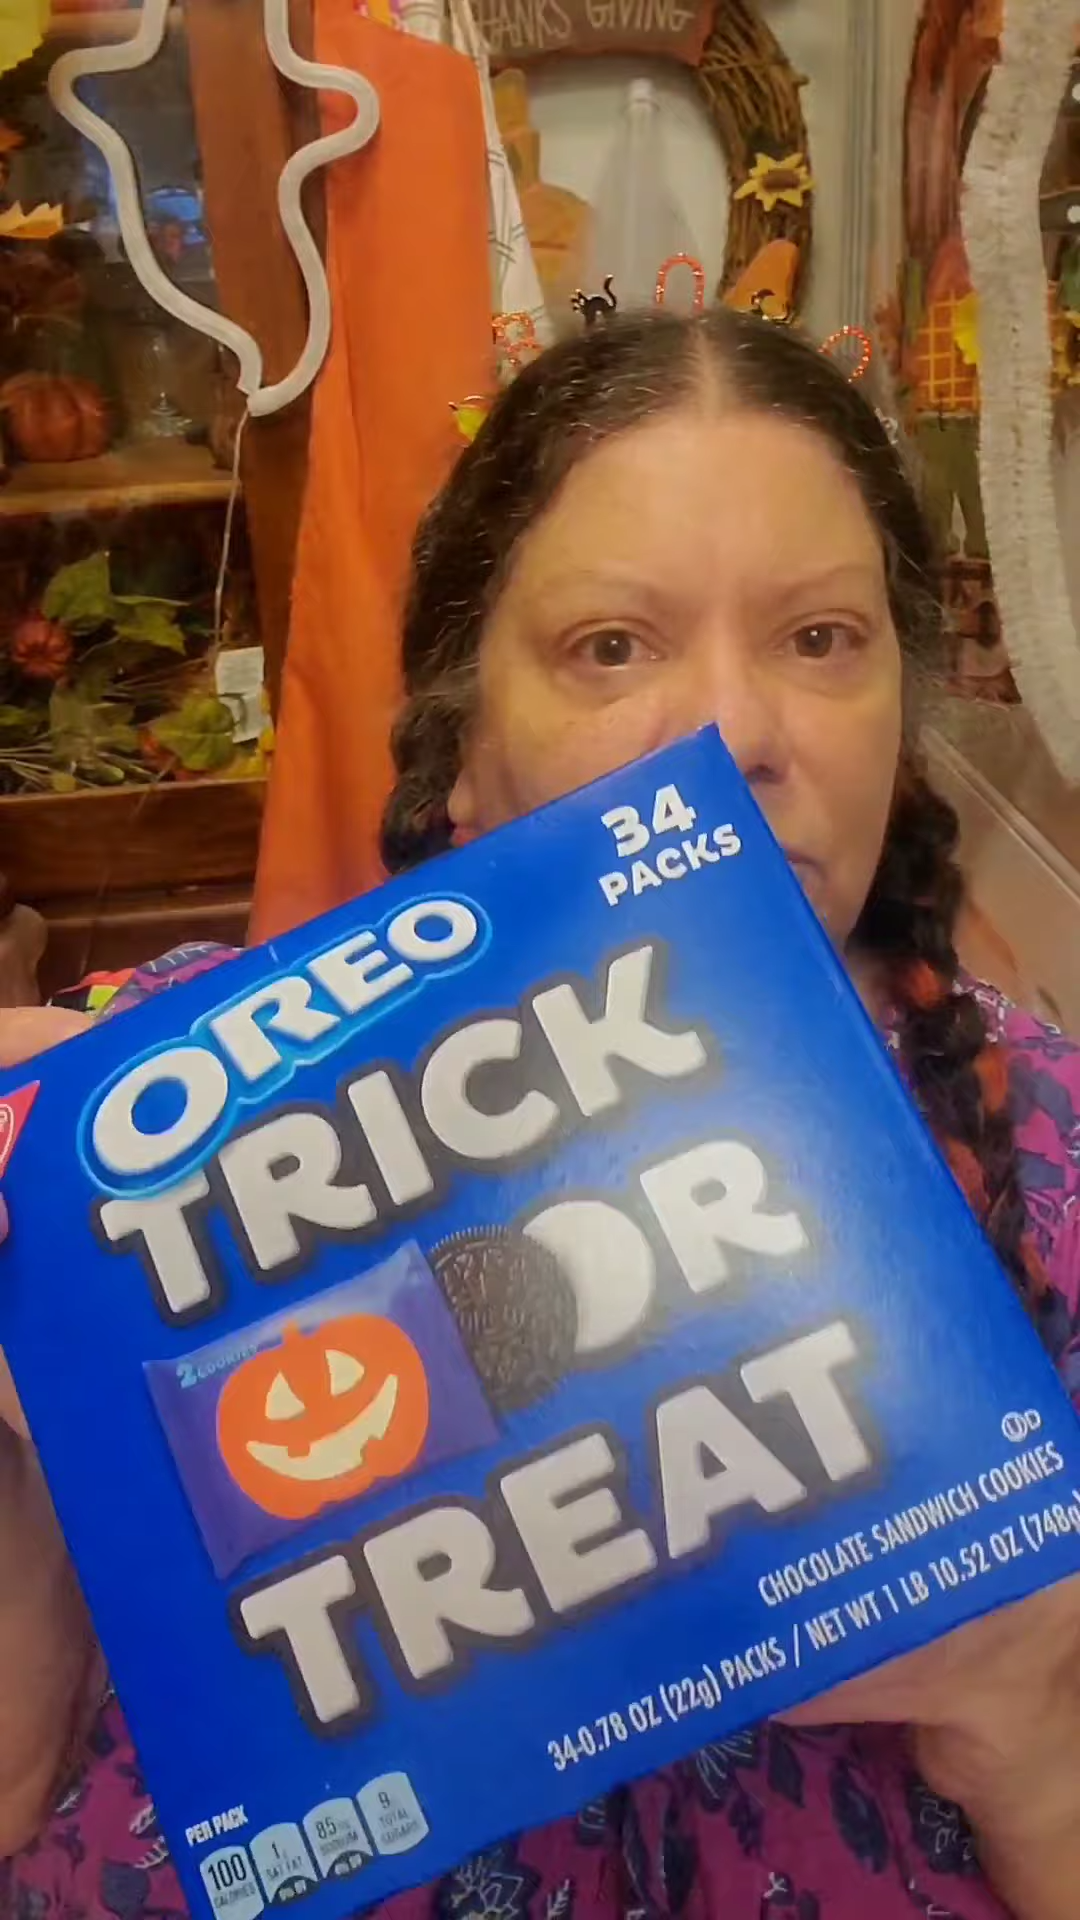 THANKS GIVING
34
PACKS
OREO
TRICK
OR
2 COOKIES
TREAT
UD
CHOCOLATE SANDWICH COOKIES
34-0.78 OZ (22g) PACKS / NET WT 1 LB 10.52 OZ (748g)
PER PACK
100
CALORIES
1g
SAT FAT
85mg
SODIUM
9g
TOTAL
SUGARS